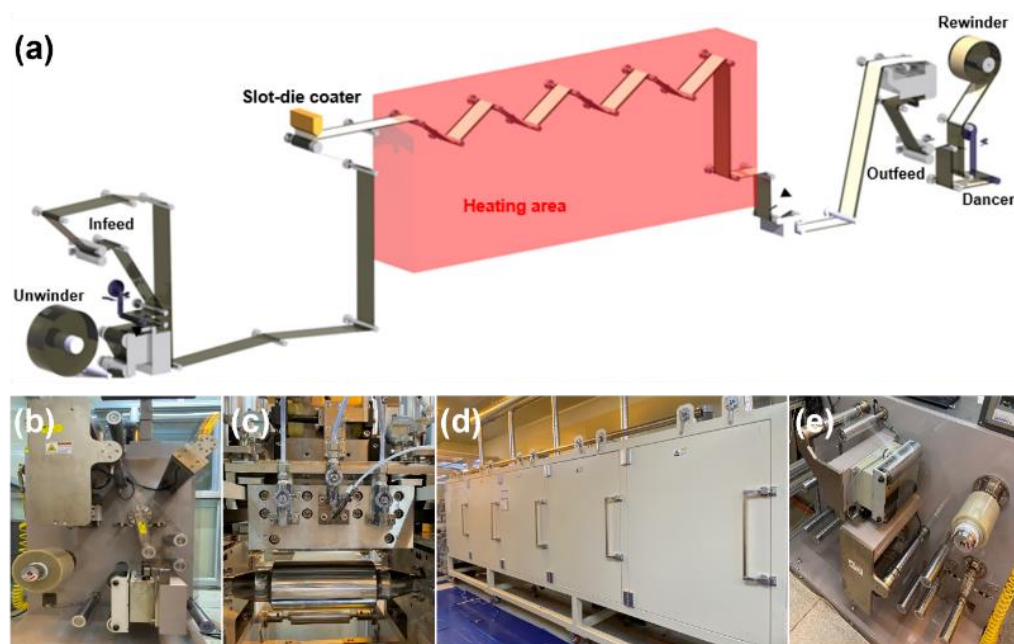 (a)
Rewinder
Slot-die coater
Outfeed
Dancer
Heating area
Infeed
Unwinder
(b)
(c)
(d)
(e)